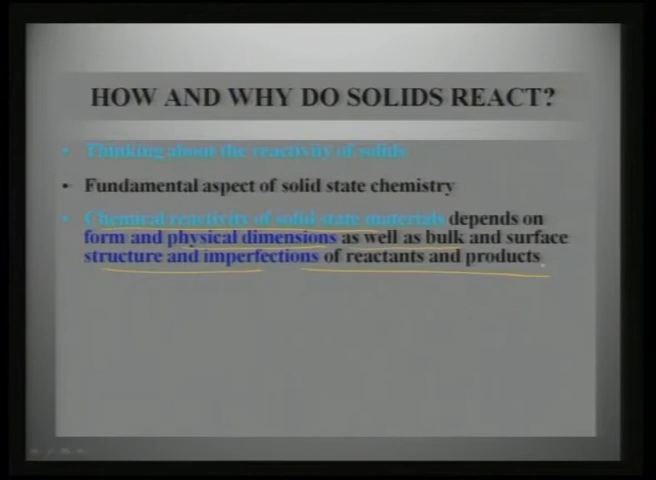 HOW AND WHY DO SOLIDS REACT?
• Thinking about the reactivity of solids
• Fundamental aspect of solid state chemistry
• Chemical reactivity of solid state materials depends on
form and physical dimensions as well as bulk and surface
structure and imperfections of reactants and products.